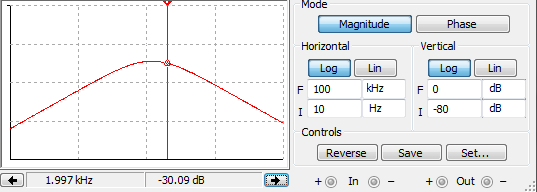 Mode
Magnitude Phase
Horizontal Vertical
Log Lin Log Lin
F 100 kHz F 0 dB
I 10 Hz I -80 dB
Controls
Reverse Save Set...
1.997 kHz -30.09 dB
+ In - + Out -